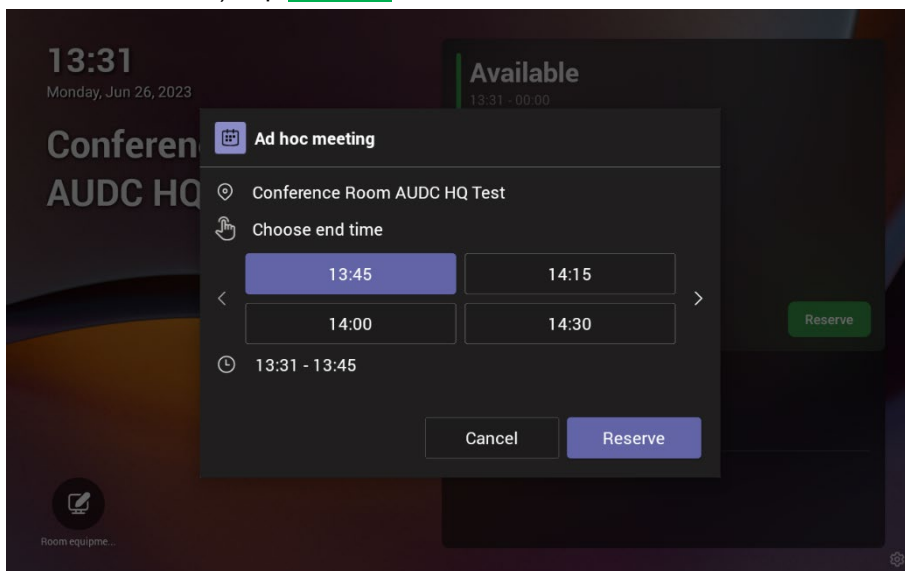 13:31
Monday, Jun 26, 2023
Available
13:31 - 00:00
Conferen
AUDC HQ
Ad hoc meeting
Conference Room AUDC HQ Test
Choose end time
13:45
14:15
14:00
14:30
13:31 - 13:45
Reserve
Cancel
Reserve
Room equipme...